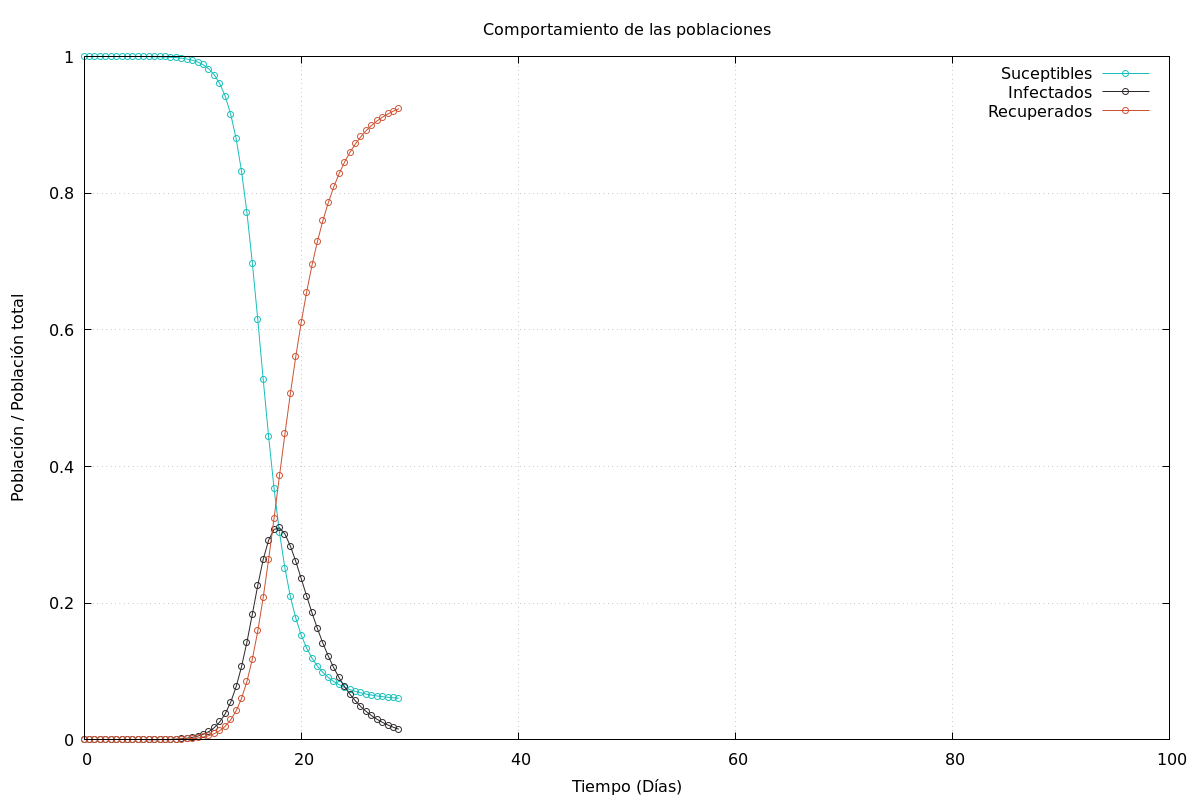 Comportamiento de las poblaciones
1
0.8
0.6
0.4
0.2
0
Población / Población total
Suceptibles
Infectados
Recuperados
0 20 40 60 80 100
Tiempo (Días)